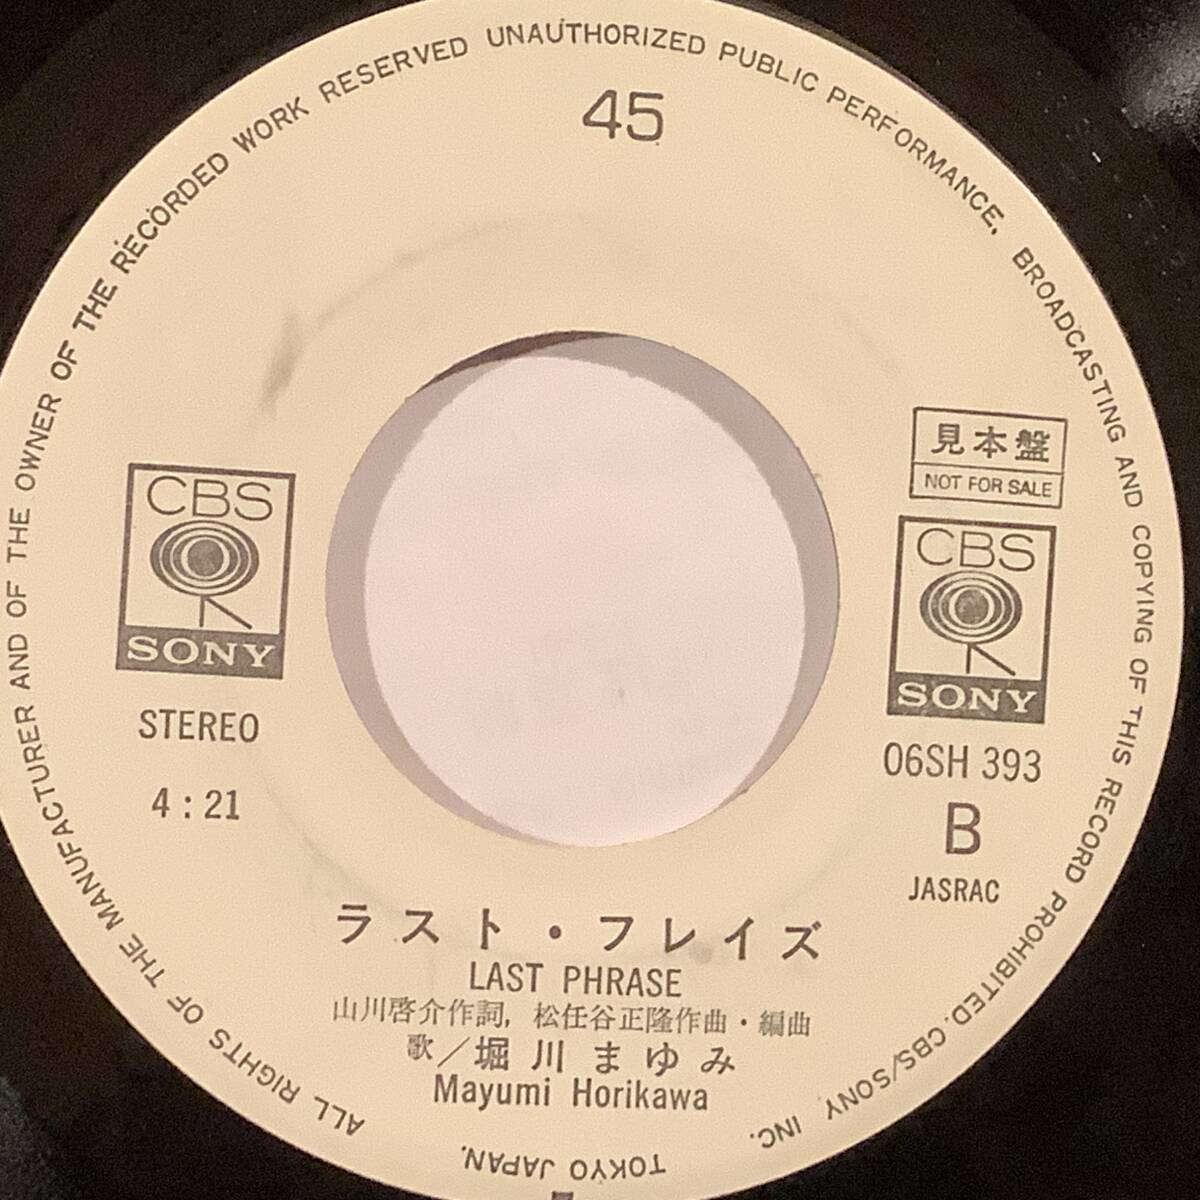 ALL RIGHTS OF THE MANUFACTURER AND OF THE OWNER OF THE RECORDED WORK RESERVED UNAUTHORIZED PUBLIC PERFORMANCE, BROADCASTING AND COPYING OF THIS RECORD PROHIBITED. CBS/SONY INC.
TOKYO JAPAN.
45
見本盤
NOT FOR SALE
CBS
SONY
STEREO
4:21
CBS
SONY
06SH 393
B
JASRAC
ラスト・フレイズ
LAST PHRASE
山川啓介作詞, 松任谷正隆作曲・編曲
歌／堀川まゆみ
Mayumi Horikawa